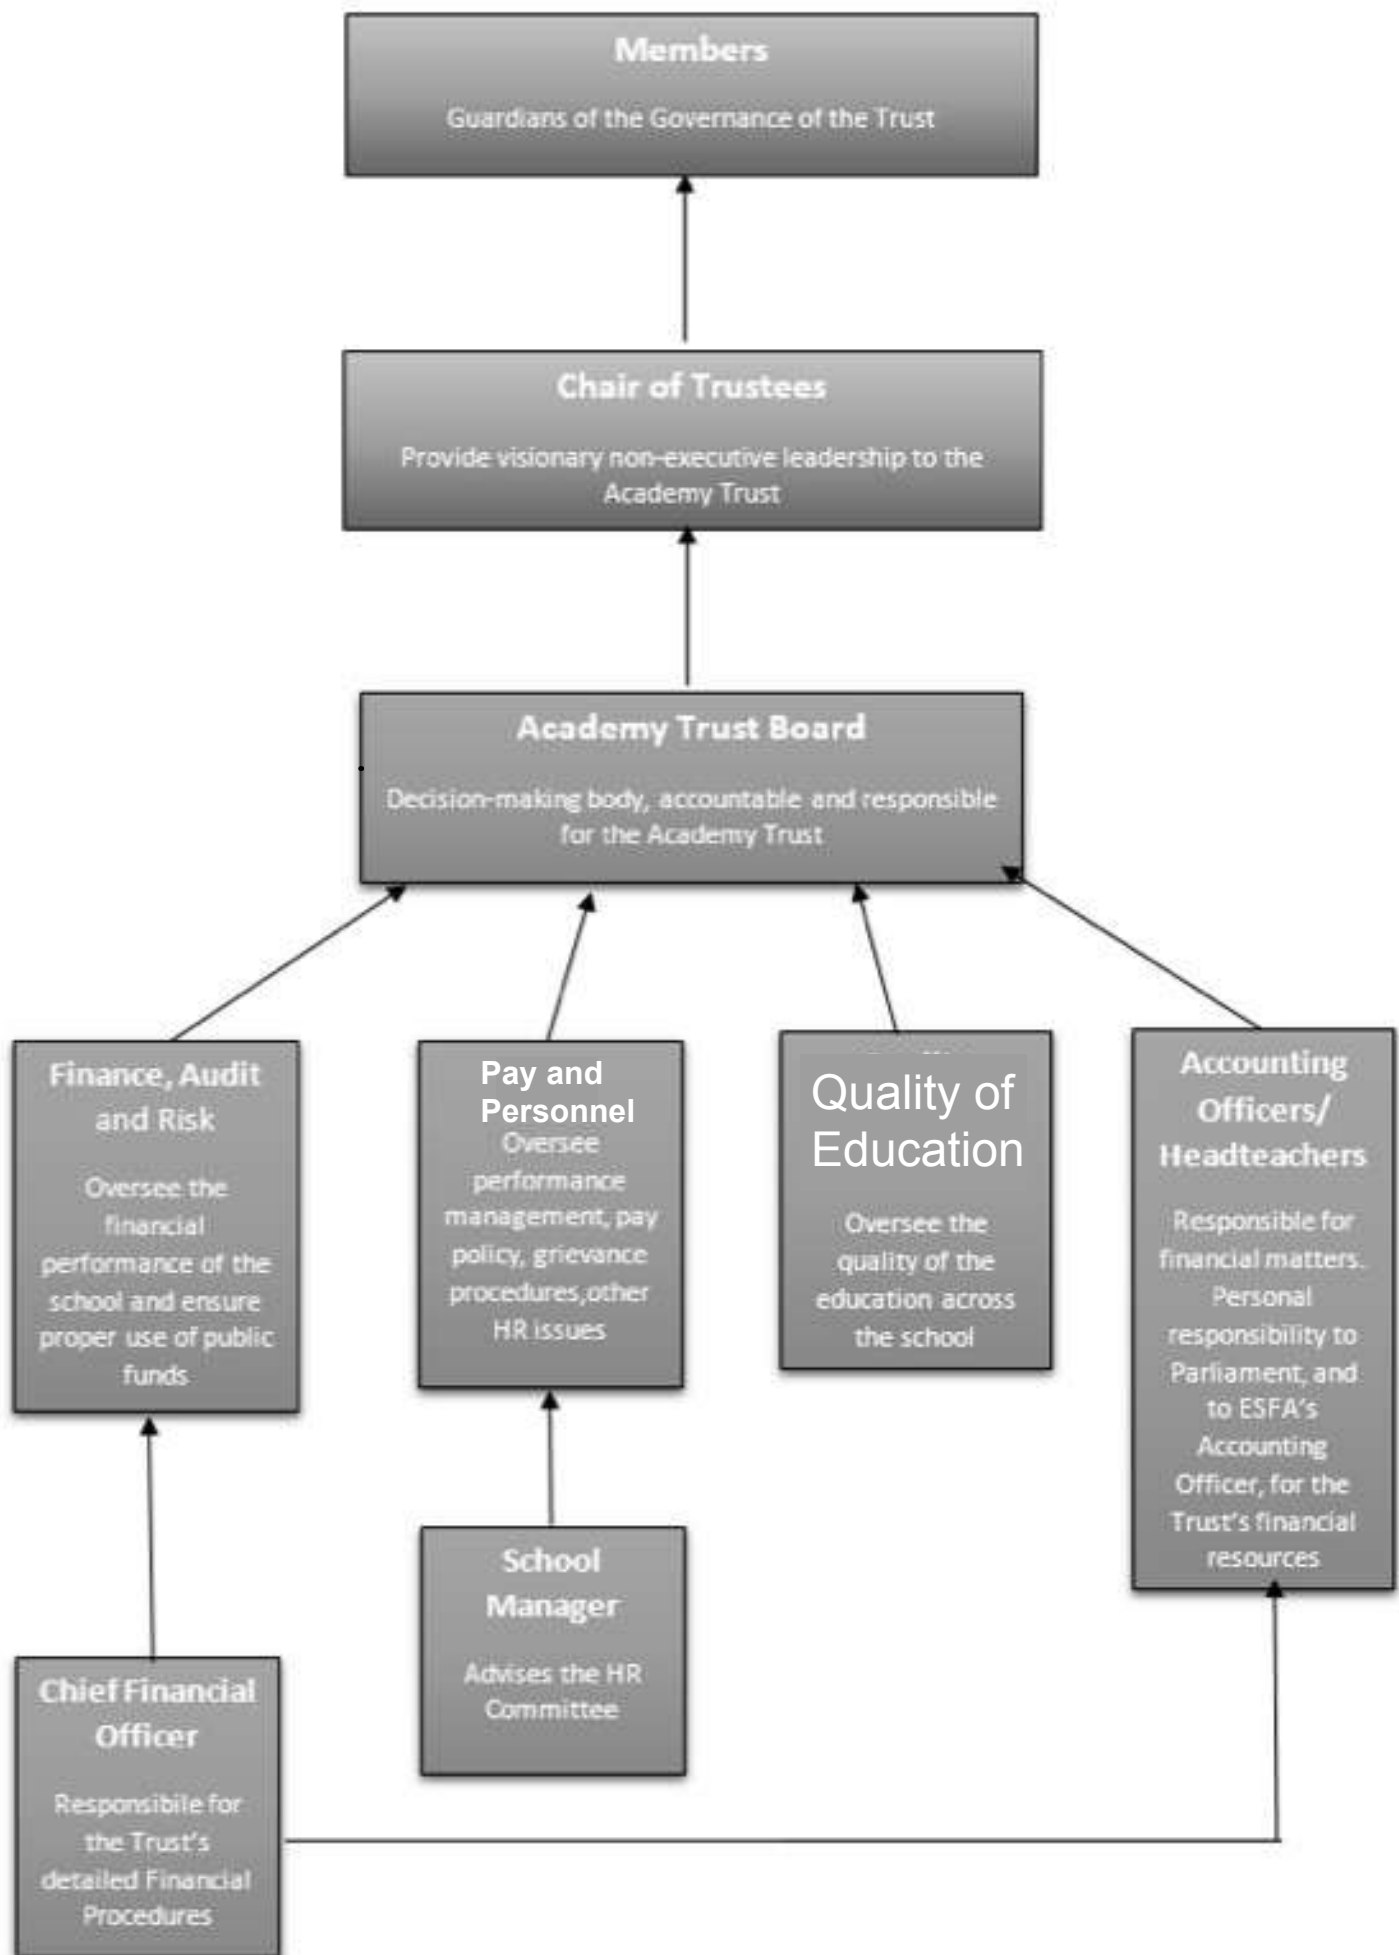 Members
Guardians of the Governance of the Trust
Chair of Trustees
Provide visionary non-executive leadership to the
Academy Trust
Academy Trust Board
Decision-making body, accountable and responsible
for the Academy Trust
Finance, Audit
and Risk
Oversee the
financial
performance of the
school and ensure
proper use of public
funds
Pay and
Personnel
Oversee
performance
management, pay
policy, grievance
procedures,other
HR issues
Quality of
Education
Oversee the
quality of the
education across
the school
Accounting
Officers/
Headteachers
Responsible for
financial matters.
Personal
responsibility to
Parliament, and
to ESFA's
Accounting
Officer, for the
Trust's financial
resources
School
Manager
Advises the HR
Committee
Chief Financial
Officer
Responsibile for
the Trust's
detailed Financial
Procedures